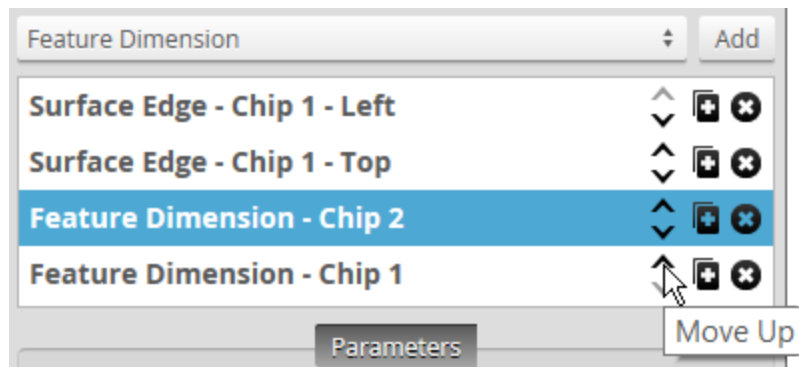 Feature Dimension Add
Surface Edge - Chip 1 - Left
Surface Edge - Chip 1 - Top
Feature Dimension - Chip 2
Feature Dimension - Chip 1
Move Up
Parameters